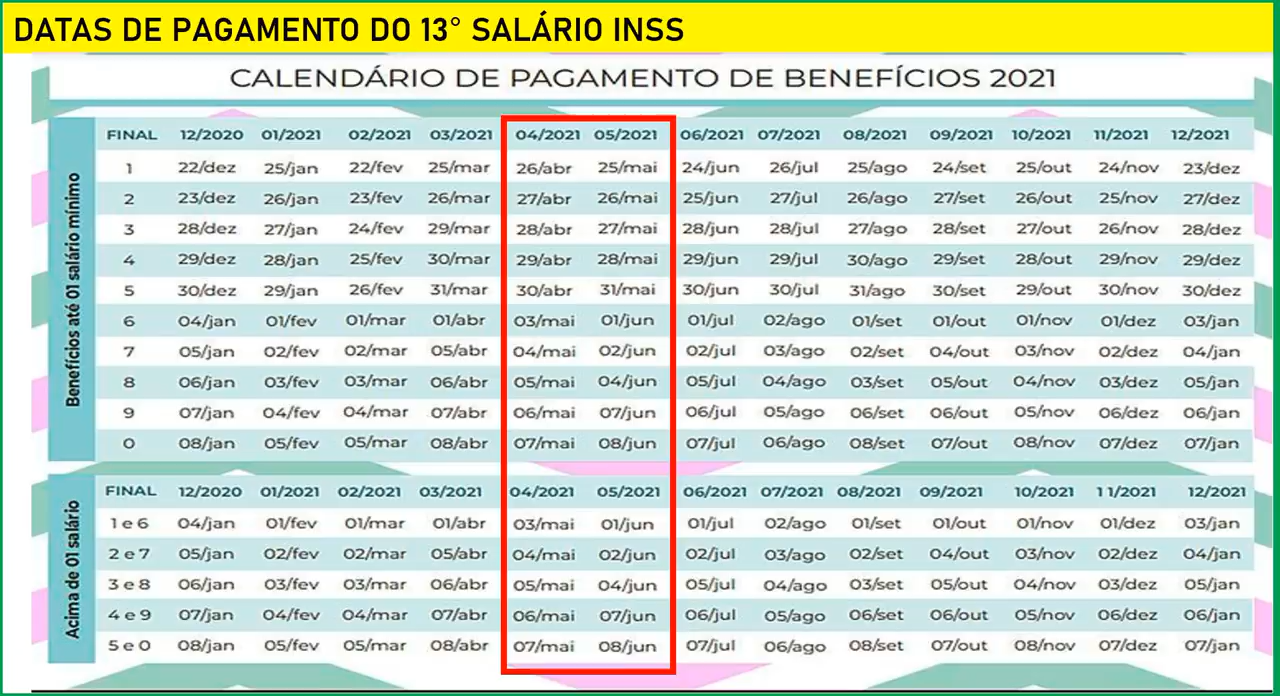 DATAS DE PAGAMENTO DO 13° SALÁRIO INSS
CALENDÁRIO DE PAGAMENTO DE BENEFÍCIOS 2021
Benefícios até 01 salário mínimo
FINAL 12/2020 01/2021 02/2021 03/2021 04/2021 05/2021 06/2021 07/2021 08/2021 09/2021 10/2021 11/2021 12/2021
1 22/dez 25/jan 22/fev 25/mar 26/abr 25/mai 24/jun 26/jul 25/ago 24/set 25/out 24/nov 23/dez
2 23/dez 26/jan 23/fev 26/mar 27/abr 26/mai 25/jun 27/jul 26/ago 27/set 26/out 25/nov 27/dez
3 28/dez 27/jan 24/fev 29/mar 28/abr 27/mai 28/jun 28/jul 27/ago 28/set 27/out 26/nov 28/dez
4 29/dez 28/jan 25/fev 30/mar 29/abr 28/mai 29/jun 29/jul 30/ago 29/set 28/out 29/nov 29/dez
5 30/dez 29/jan 26/fev 31/mar 30/abr 31/mai 30/jun 30/jul 31/ago 30/set 29/out 30/nov 30/dez
6 04/jan 01/fev 01/mar 01/abr 03/mai 01/jun 01/jul 02/ago 01/set 01/out 01/nov 01/dez 03/jan
7 05/jan 02/fev 02/mar 05/abr 04/mai 02/jun 02/jul 03/ago 02/set 04/out 03/nov 02/dez 04/jan
8 06/jan 03/fev 03/mar 06/abr 05/mai 04/jun 05/jul 04/ago 03/set 05/out 04/nov 03/dez 05/jan
9 07/jan 04/fev 04/mar 07/abr 06/mai 07/jun 06/jul 05/ago 06/set 06/out 05/nov 06/dez 06/jan
0 08/jan 05/fev 05/mar 08/abr 07/mai 08/jun 07/jul 06/ago 08/set 07/out 08/nov 07/dez 07/jan
Acima de 01 salário
FINAL 12/2020 01/2021 02/2021 03/2021 04/2021 05/2021 06/2021 07/2021 08/2021 09/2021 10/2021 11/2021 12/2021
1 e 6 04/jan 01/fev 01/mar 01/abr 03/mai 01/jun 01/jul 02/ago 01/set 01/out 01/nov 01/dez 03/jan
2 e 7 05/jan 02/fev 02/mar 05/abr 04/mai 02/jun 02/jul 03/ago 02/set 04/out 03/nov 02/dez 04/jan
3 e 8 06/jan 03/fev 03/mar 06/abr 05/mai 04/jun 05/jul 04/ago 03/set 05/out 04/nov 03/dez 05/jan
4 e 9 07/jan 04/fev 04/mar 07/abr 06/mai 07/jun 06/jul 05/ago 06/set 06/out 05/nov 06/dez 06/jan
5 e 0 08/jan 05/fev 05/mar 08/abr 07/mai 08/jun 07/jul 06/ago 08/set 07/out 08/nov 07/dez 07/jan